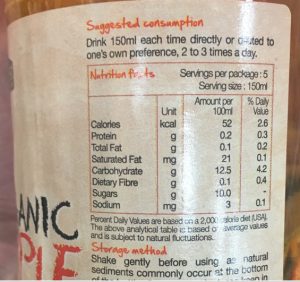 Suggested consumption
Drink 150ml each time directly or diluted to
one's own preference, 2 to 3 times a day.
Nutrition facts
Servings per package : 5
Serving size : 150ml
Unit Amount per 100ml % Daily Value
Calories kcal 52 2.6
Protein g 0.2 0.3
Total Fat g 0.1 0.2
Saturated Fat mg 21 0.1
Carbohydrate g 12.5 4.2
Dietary Fibre g 0.1 0.4
Sugars g 10.0 -
Sodium mg 3 0.1
Percent Daily Values are based on a 2,000 calorie diet (USA).
The above analytical table is based on average values
and is subject to natural fluctuations.
Storage method
Shake gently before using as natural
sediments commonly occur at the bottom
ANIC
PLE